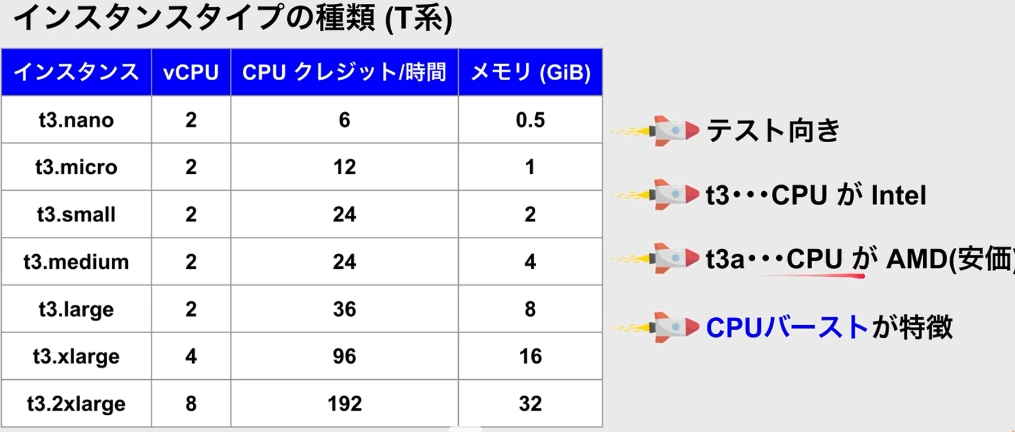 インスタンスタイプの種類 (T系)
インスタンス vCPU CPU クレジット/時間 メモリ (GiB)
t3.nano 2 6 0.5
t3.micro 2 12 1
t3.small 2 24 2
t3.medium 2 24 4
t3.large 2 36 8
t3.xlarge 4 96 16
t3.2xlarge 8 192 32
テスト向き
t3・・・CPU が Intel
t3a・・・CPU が AMD(安価)
CPUバーストが特徴